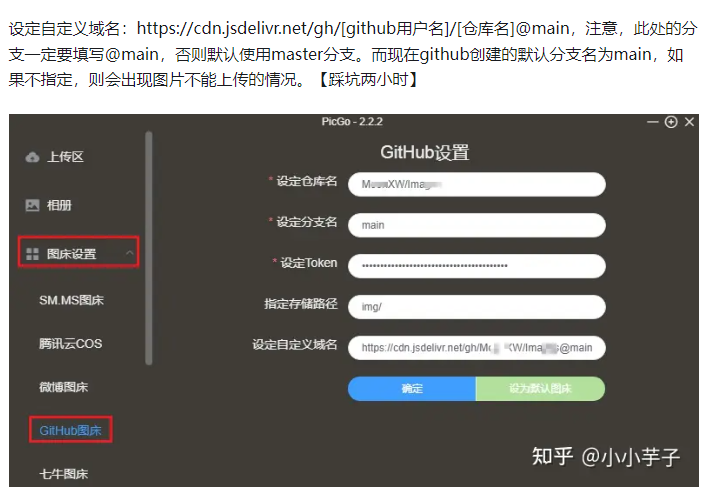 设定自定义域名：https://cdn.jsdelivr.net/gh/[github用户名]/[仓库名]@main，注意，此处的分
支一定要填写@main，否则默认使用master分支。而现在github创建的默认分支名为main，如
果不指定，则会出现图片不能上传的情况。【踩坑两小时】
PicGo - 2.2.2
上传区
相册
图床设置
SM.MS图床
腾讯云COS
微博图床
GitHub图床
七牛图床
GitHub设置
* 设定仓库名
* 设定分支名
main
* 设定Token
指定存储路径
img/
设定自定义域名
https://cdn.jsdelivr.net/gh/ @main
确定
设为默认图床
知乎 @小小芋子